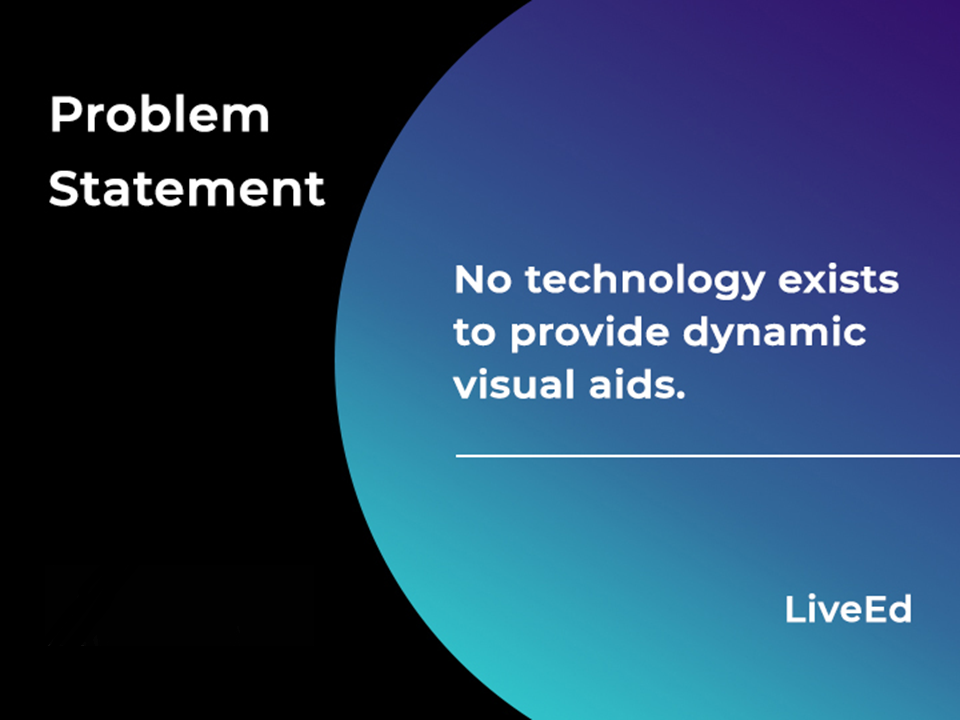 Problem
Statement
No technology exists
to provide dynamic
visual aids.
LiveEd